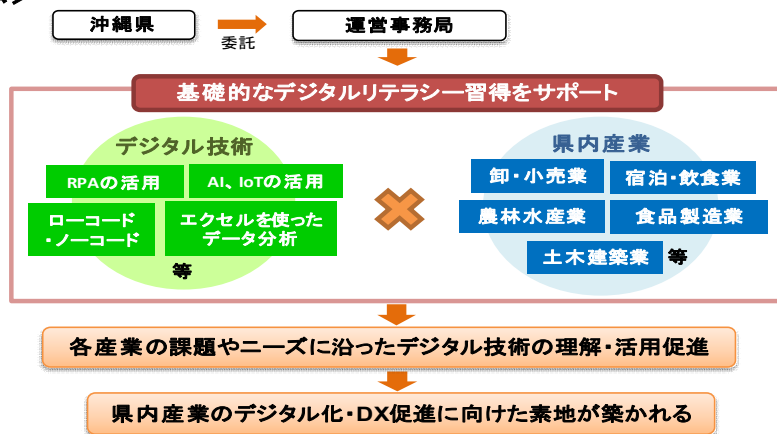 沖縄県
委託
運営事務局
基礎的なデジタルリテラシー習得をサポート
デジタル技術
RPAの活用
AI、IoTの活用
ローコード
・ノーコード
エクセルを使った
データ分析
等
県内産業
卸・小売業
宿泊・飲食業
農林水産業
食品製造業
土木建築業
等
各産業の課題やニーズに沿ったデジタル技術の理解・活用促進
県内産業のデジタル化・DX促進に向けた素地が築かれる